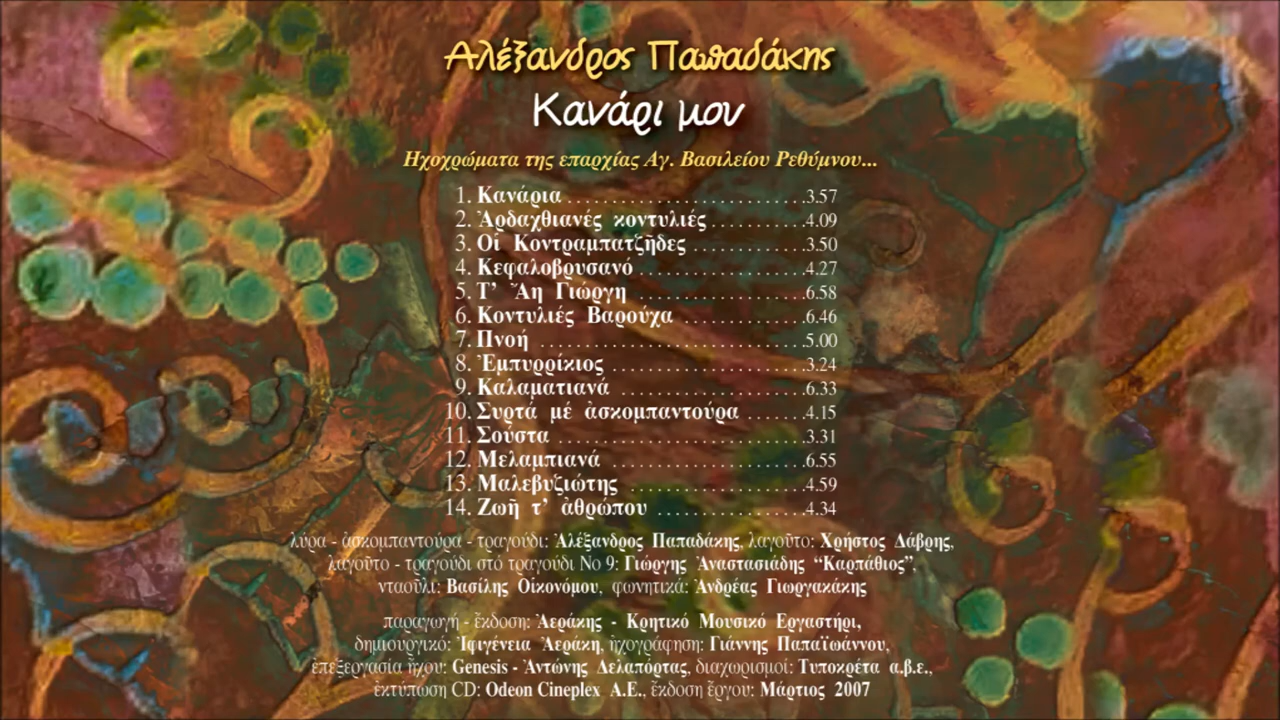 Αλέξανδρος Παπαδάκης
Κανάρι μου
Ηχοχρώματα της επαρχίας Αγ. Βασιλείου Ρεθύμνου...
1. Κανάρια ............................3.57
2. Ἀρδαχθιανές κοντυλιές ............4.09
3. Οἱ Κοντραμπατζῆδες ..............3.50
4. Κεφαλοβρυσανό .....................4.27
5. Τ' Ἄη Γιώργη ......................6.58
6. Κοντυλιές Βαρούχα ................6.46
7. Πνοή ................................5.00
8. Ἐμπυρρίκιος ........................3.24
9. Καλαματιανά ........................6.33
10. Συρτά μέ ἀσκομπαντούρα .......4.15
11. Σούστα .............................3.31
12. Μελαμπιανά ........................6.55
13. Μαλεβυζιώτης ......................4.59
14. Ζωῆ τ' ἀθρώπου ...................4.34
λύρα - ἀσκομπαντούρα - τραγούδι: Ἀλέξανδρος Παπαδάκης, λαγοῦτο: Χρῆστος Δάβρης,
λαγοῦτο - τραγούδι στό τραγούδι Νο 9: Γιώργης Ἀναστασιάδης “Καρπάθιος”,
νταοῦλι: Βασίλης Οἰκονόμου, φωνητικά: Ἀνδρέας Γιωργακάκης
παραγωγή - ἔκδοση: Ἀεράκης - Κρητικό Μουσικό Εργαστήρι,
δημιουργικό: Ἰφιγένεια Ἀεράκη, ἠχογράφηση: Γιάννης Παπαϊωάννου,
ἐπεξεργασία ἤχου: Genesis - Ἀντώνης Δελαπόρτας, διαχωρισμοί: Τυποκρέτα α.β.ε.,
ἐκτύπωση CD: Odeon Cineplex Α.Ε., ἔκδοση ἔργου: Μάρτιος 2007